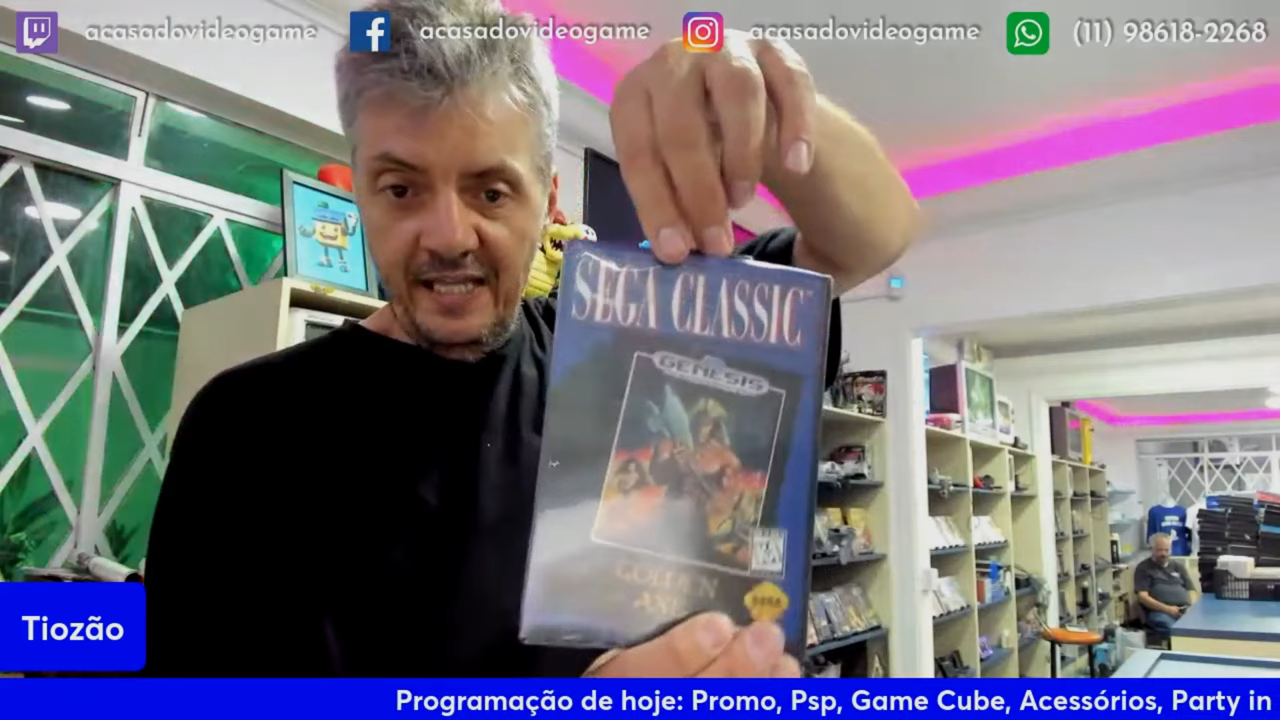 acasadovideogame
acasadovideogame
acasadovideogame
(11) 98618-2268
SEGA CLASSIC
GENESIS
GOLDEN
AXE
SEGA
Tiozão
Programação de hoje: Promo, Psp, Game Cube, Acessórios, Party in